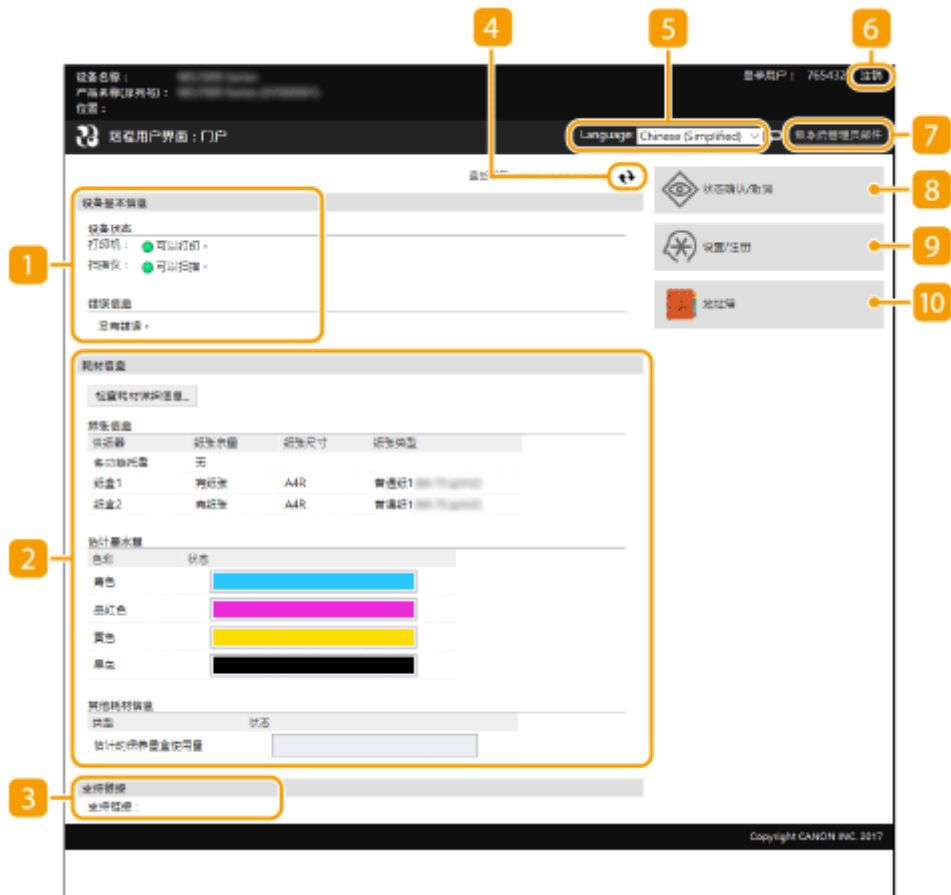 4 5 6
设备名称：
产品名称(序列号)：
位置：
登录用户： 765432 注销
远程用户界面：门户
Language: Chinese (Simplified)
致系统管理员邮件
7
设备基本信息
状态确认/取消
8
设备状态
打印机： 可以打印。
扫描仪： 可以扫描。
1
设置/注册
9
错误信息
没有错误。
地址簿
10
耗材信息
检查耗材详细信息...
纸张信息
供纸器 纸张余量 纸张尺寸 纸张类型
多功能托盘 无
纸盒1 有纸张 A4R 普通纸1
纸盒2 有纸张 A4R 普通纸1
估计墨水量
2
色彩 状态
青色
品红色
黄色
黑色
其他耗材信息
类型 状态
估计的保养墨盒使用量
支持链接
3
支持链接：
Copyright CANON INC. 2017